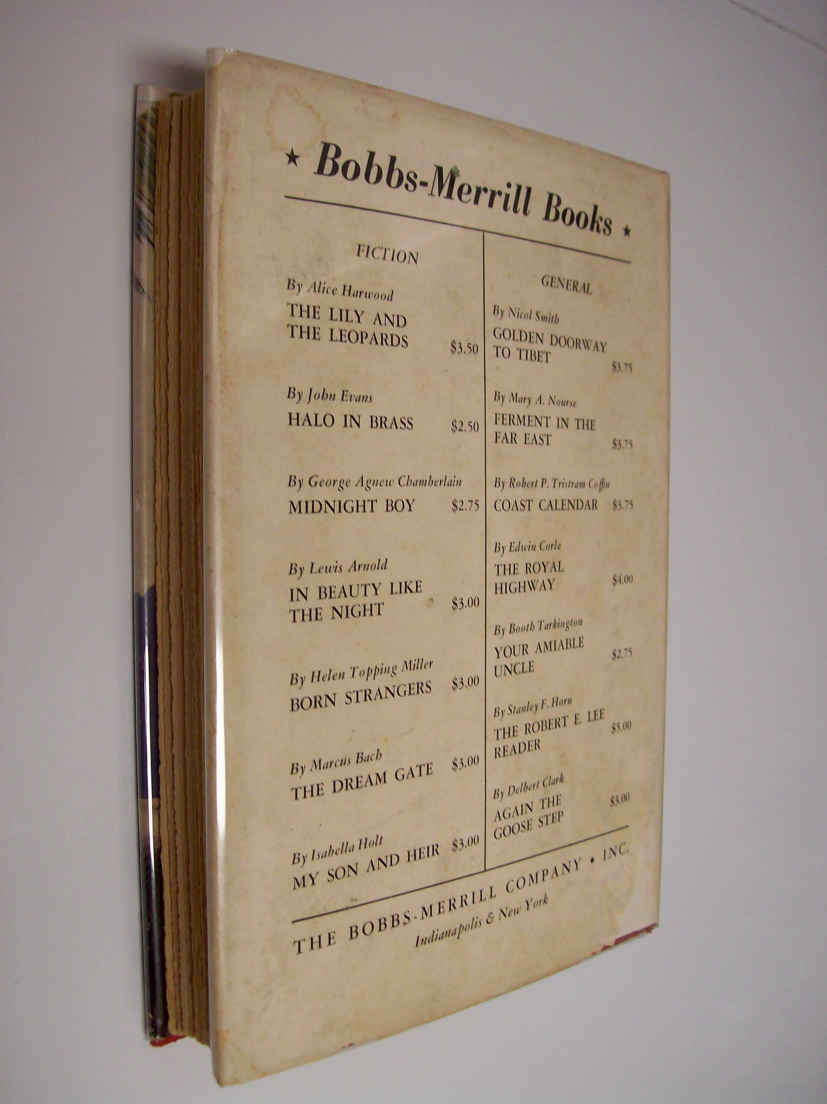 ★ Bobbs-Merrill Books ★
FICTION
By Alice Harwood
THE LILY AND
THE LEOPARDS $3.50
By John Evans
HALO IN BRASS $2.50
By George Agnew Chamberlain
MIDNIGHT BOY $2.75
By Lewis Arnold
IN BEAUTY LIKE
THE NIGHT $3.00
By Helen Topping Miller
BORN STRANGERS $3.00
By Marcus Bach
THE DREAM GATE $3.00
By Isabella Holt
MY SON AND HEIR $3.00
GENERAL
By Nicol Smith
GOLDEN DOORWAY
TO TIBET $3.75
By Mary A. Nourse
FERMENT IN THE
FAR EAST $3.75
By Robert P. Tristram Coffin
COAST CALENDAR $3.75
By Edwin Corle
THE ROYAL
HIGHWAY $4.00
By Booth Tarkington
YOUR AMIABLE
UNCLE $2.75
By Stanley F. Horn
THE ROBERT E. LEE
READER $5.00
By Delbert Clark
AGAIN THE
GOOSE STEP $3.00
THE BOBBS-MERRILL COMPANY • INC.
Indianapolis & New York